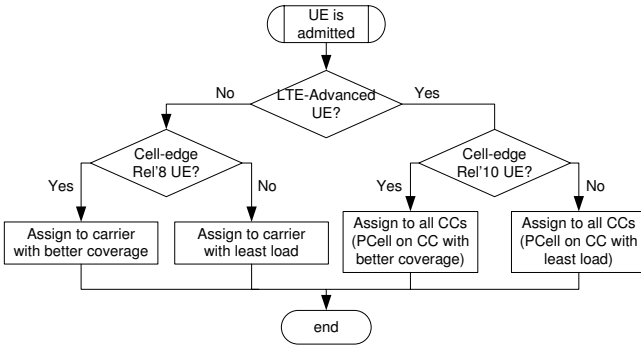 UE is
admitted
LTE-Advanced
UE?
No
Yes
Cell-edge
Rel'8 UE?
Cell-edge
Rel'10 UE?
Yes
No
Yes
No
Assign to carrier
with better coverage
Assign to carrier
with least load
Assign to all CCs
(PCell on CC with
better coverage)
Assign to all CCs
(PCell on CC with
least load)
end